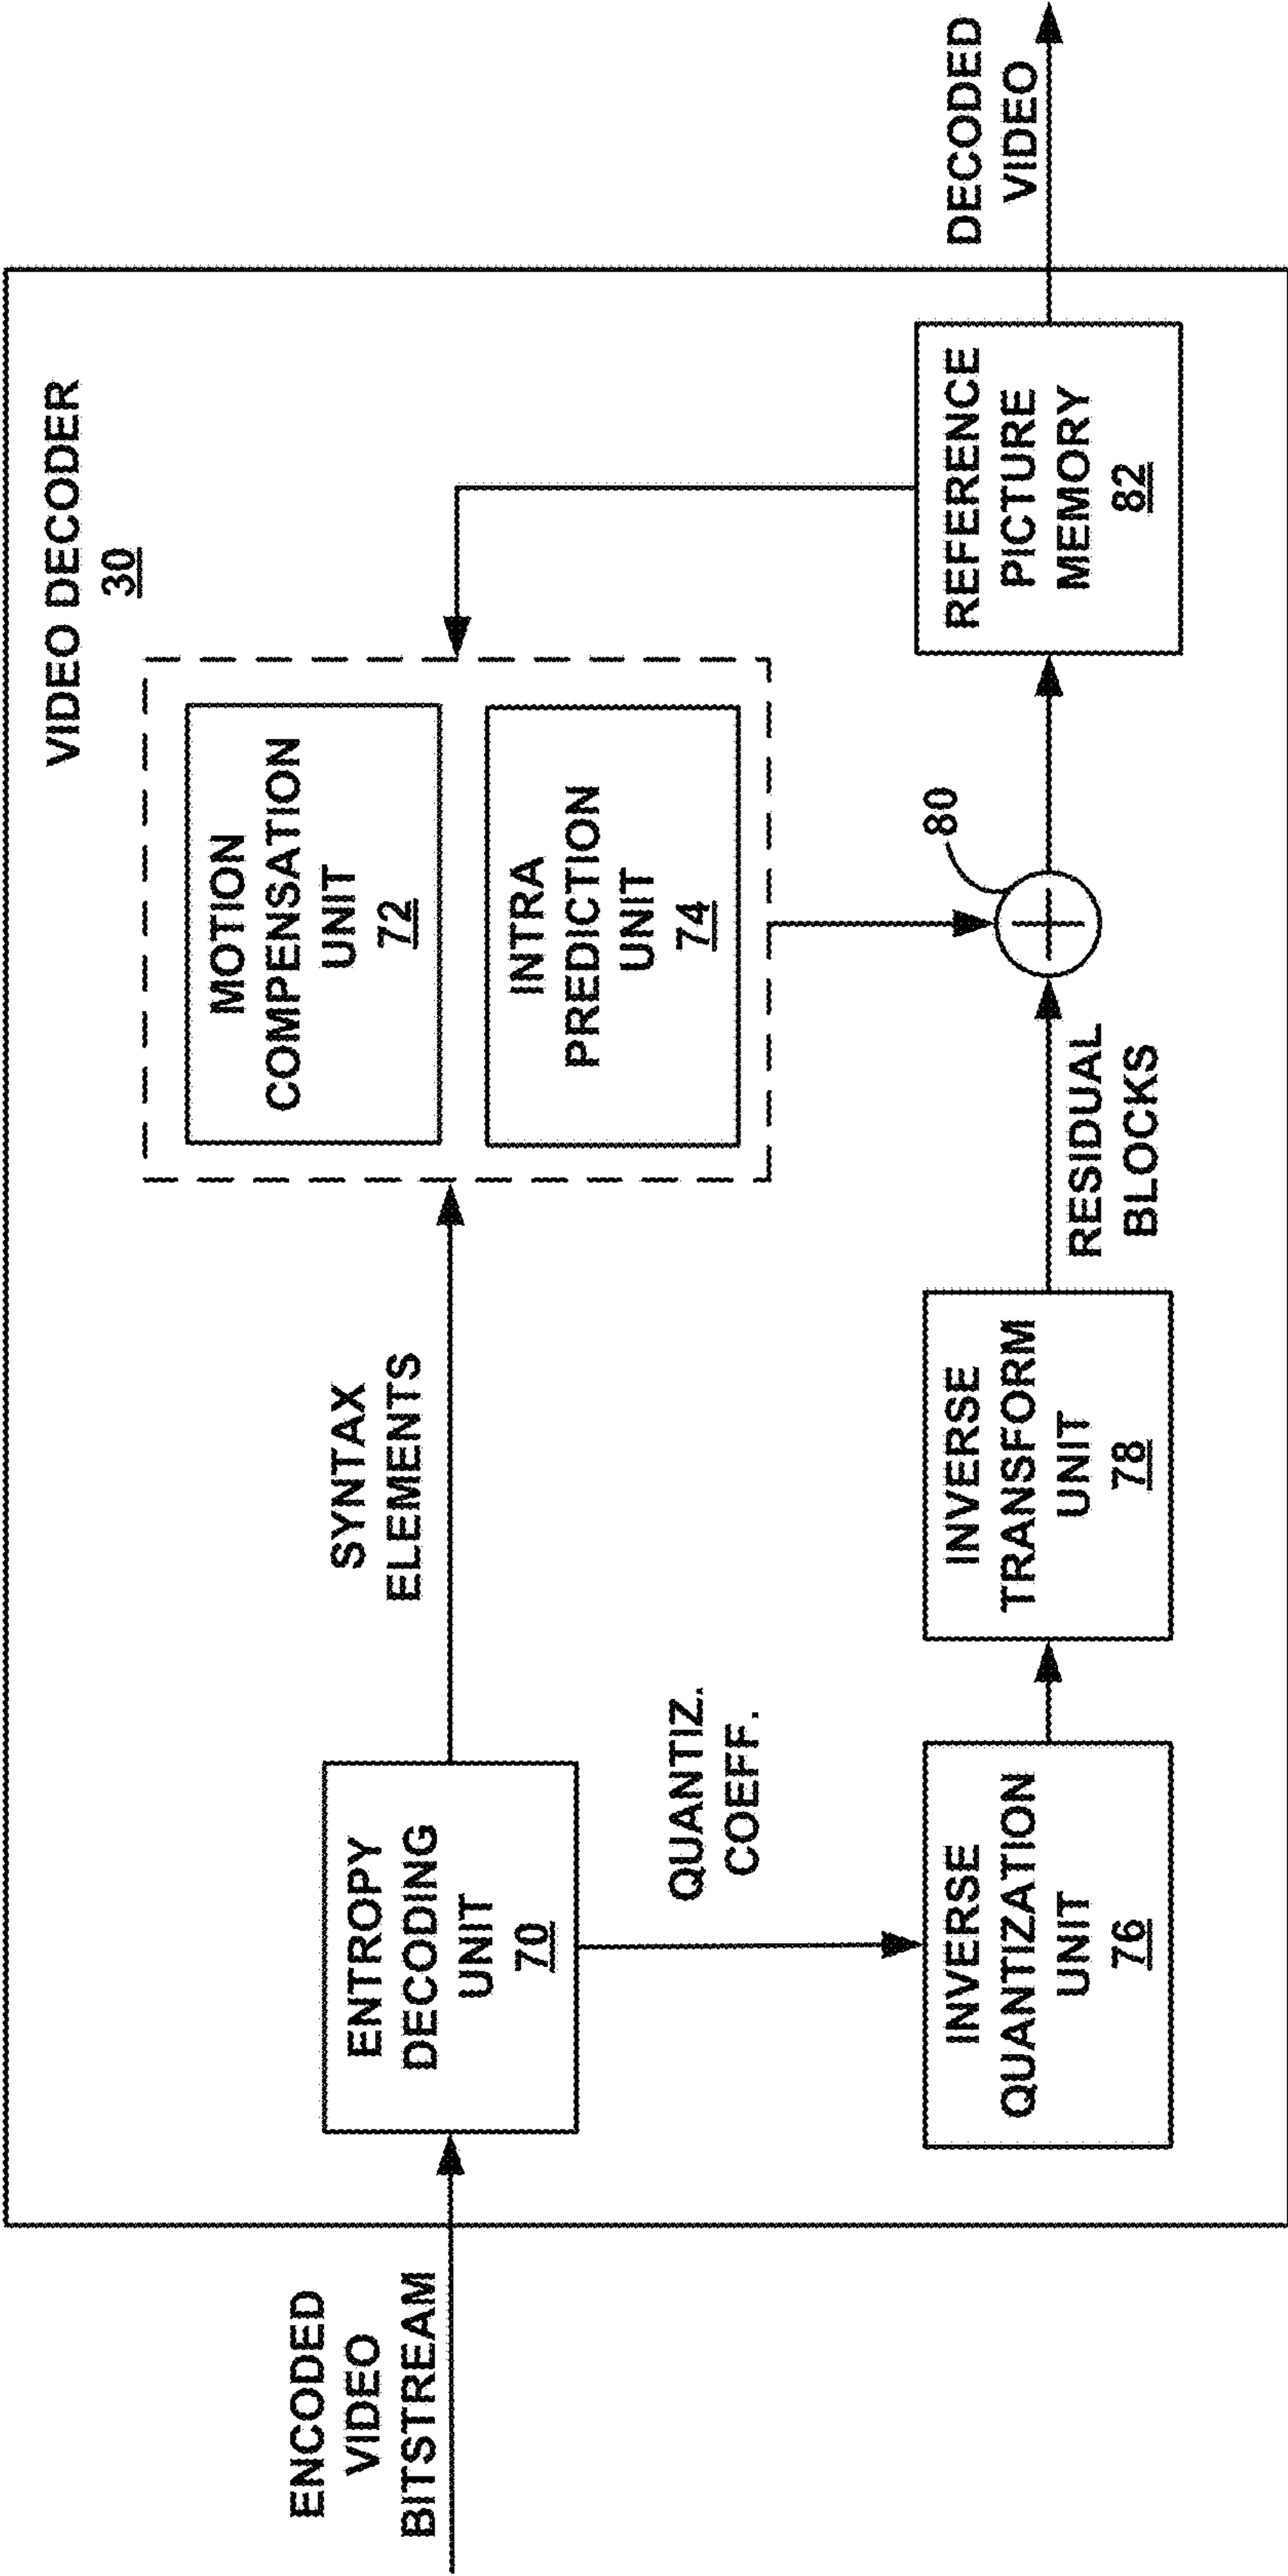 VIDEO DECODER
30
ENCODED
VIDEO
BITSTREAM
ENTROPY
DECODING
UNIT
70
SYNTAX
ELEMENTS
MOTION
COMPENSATION
UNIT
72
INTRA
PREDICTION
UNIT
74
QUANTIZ.
COEFF.
INVERSE
QUANTIZATION
UNIT
76
INVERSE
TRANSFORM
UNIT
78
RESIDUAL
BLOCKS
80
REFERENCE
PICTURE
MEMORY
82
DECODED
VIDEO